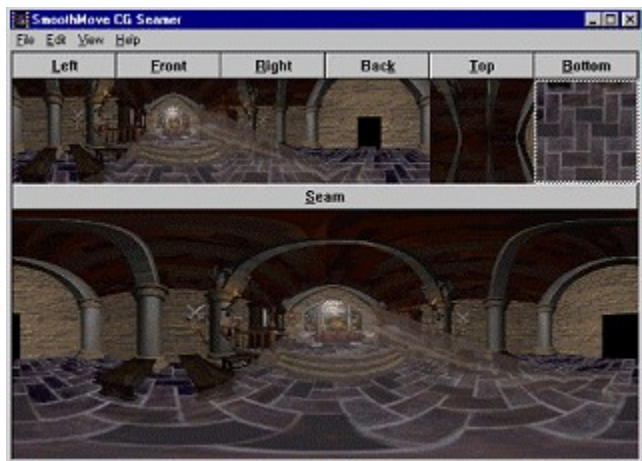 SmoothMove CG Seamer
File Edit View Help
Left Front Right Back Top Bottom
Seam